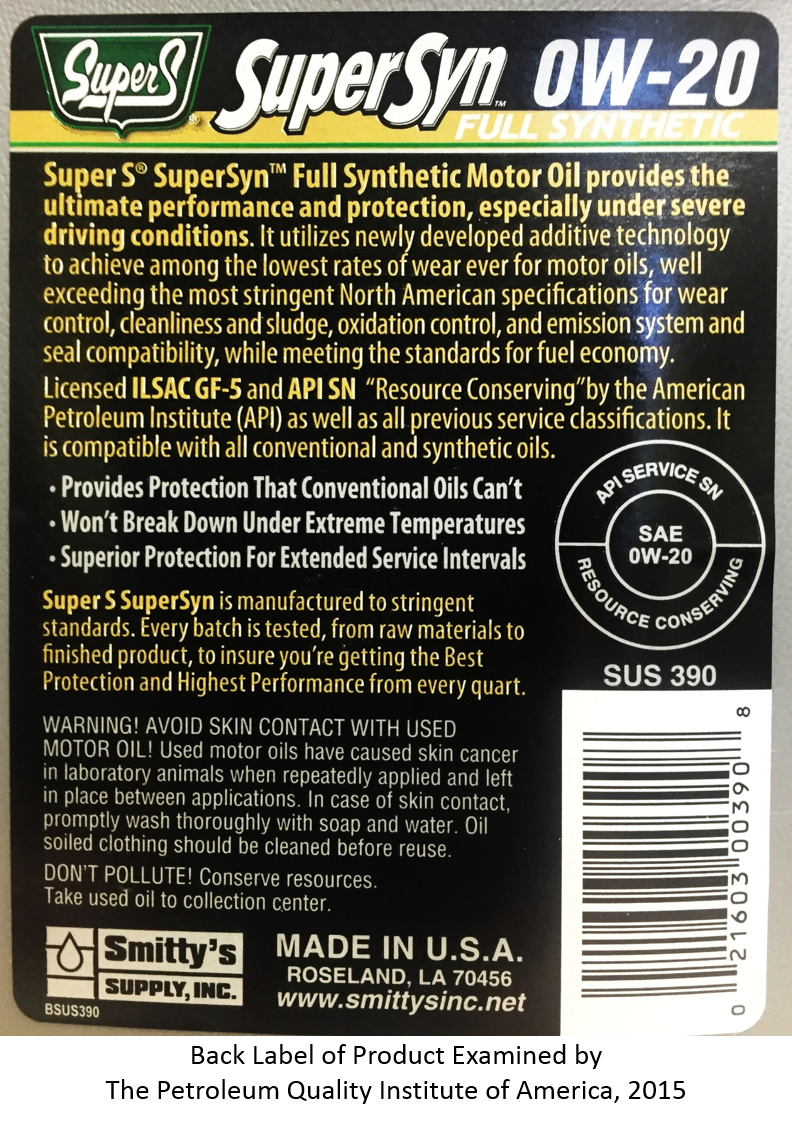 Super S®
SuperSyn™ 0W-20
FULL SYNTHETIC
Super S® SuperSyn™ Full Synthetic Motor Oil provides the
ultimate performance and protection, especially under severe
driving conditions. It utilizes newly developed additive technology
to achieve among the lowest rates of wear ever for motor oils, well
exceeding the most stringent North American specifications for wear
control, cleanliness and sludge, oxidation control, and emission system and
seal compatibility, while meeting the standards for fuel economy.
Licensed ILSAC GF-5 and API SN "Resource Conserving"by the American
Petroleum Institute (API) as well as all previous service classifications. It
is compatible with all conventional and synthetic oils.
• Provides Protection That Conventional Oils Can't
• Won't Break Down Under Extreme Temperatures
• Superior Protection For Extended Service Intervals
API SERVICE SN
SAE
0W-20
RESOURCE CONSERVING
Super S SuperSyn is manufactured to stringent
standards. Every batch is tested, from raw materials to
finished product, to insure you're getting the Best
Protection and Highest Performance from every quart.
SUS 390
WARNING! AVOID SKIN CONTACT WITH USED
MOTOR OIL! Used motor oils have caused skin cancer
in laboratory animals when repeatedly applied and left
in place between applications. In case of skin contact,
promptly wash thoroughly with soap and water. Oil
soiled clothing should be cleaned before reuse.
DON'T POLLUTE! Conserve resources.
Take used oil to collection center.
0 21603 00390 8
Smitty's
SUPPLY, INC.
BSUS390
MADE IN U.S.A.
ROSELAND, LA 70456
www.smittysinc.net
Back Label of Product Examined by
The Petroleum Quality Institute of America, 2015